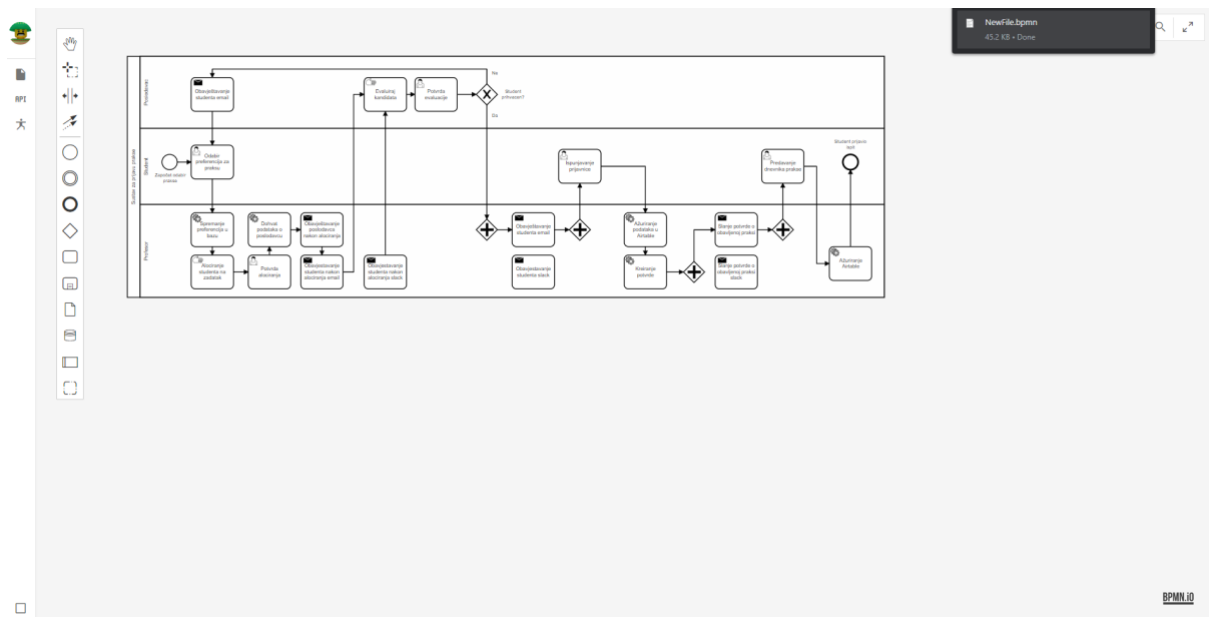 NewFile.bpmn
45.2 KB • Done
API
Poslodavac
Obavještavanje
studenta email
Evaluiraj
kandidata
Potvrda
evaluacije
Ne
Student
prihvaćen?
Da
Student
Započet odabir
prakse
Odabir
preferencija za
praksu
Ispunjavanje
prijavnice
Predavanje
dnevnika prakse
Student prijavio
ispit
Profesor
Spremanje
preferencija u
bazu
Dohvat
podataka o
poslodavcu
Obavještavanje
poslodavca
nakon alociranja
Alociranje
studenta na
zadatak
Potvrda
alociranja
Obavještavanje
studenta nakon
alociranja email
Obavještavanje
studenta nakon
alociranja slack
Obavještavanje
studenta email
Obavještavanje
studenta slack
Ažuriranje
podataka u
Airtable
Kreiranje
potvrde
Slanje potvrde o
obavljenoj praksi
Slanje potvrde o
obavljenoj praksi
slack
Ažuriranje
Airtable
BPMN.iO